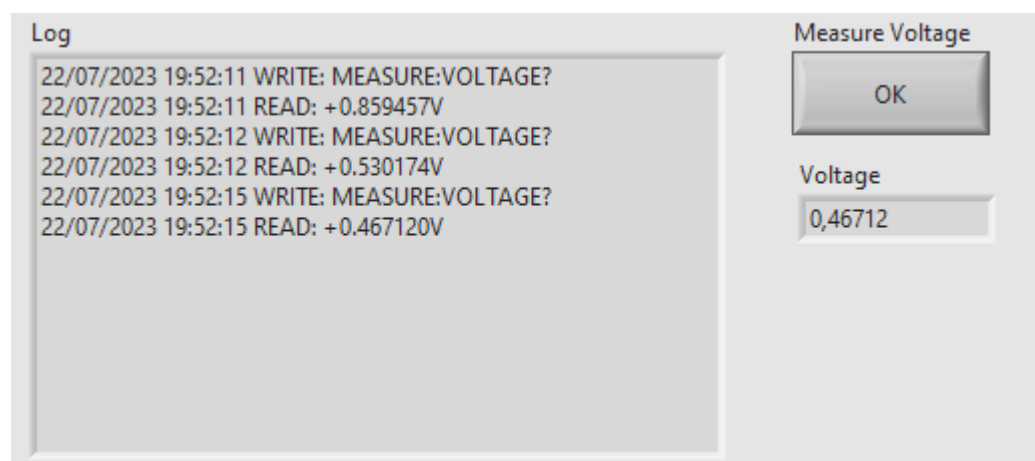 Log
22/07/2023 19:52:11 WRITE: MEASURE:VOLTAGE?
22/07/2023 19:52:11 READ: +0.859457V
22/07/2023 19:52:12 WRITE: MEASURE:VOLTAGE?
22/07/2023 19:52:12 READ: +0.530174V
22/07/2023 19:52:15 WRITE: MEASURE:VOLTAGE?
22/07/2023 19:52:15 READ: +0.467120V
Measure Voltage
OK
Voltage
0,46712